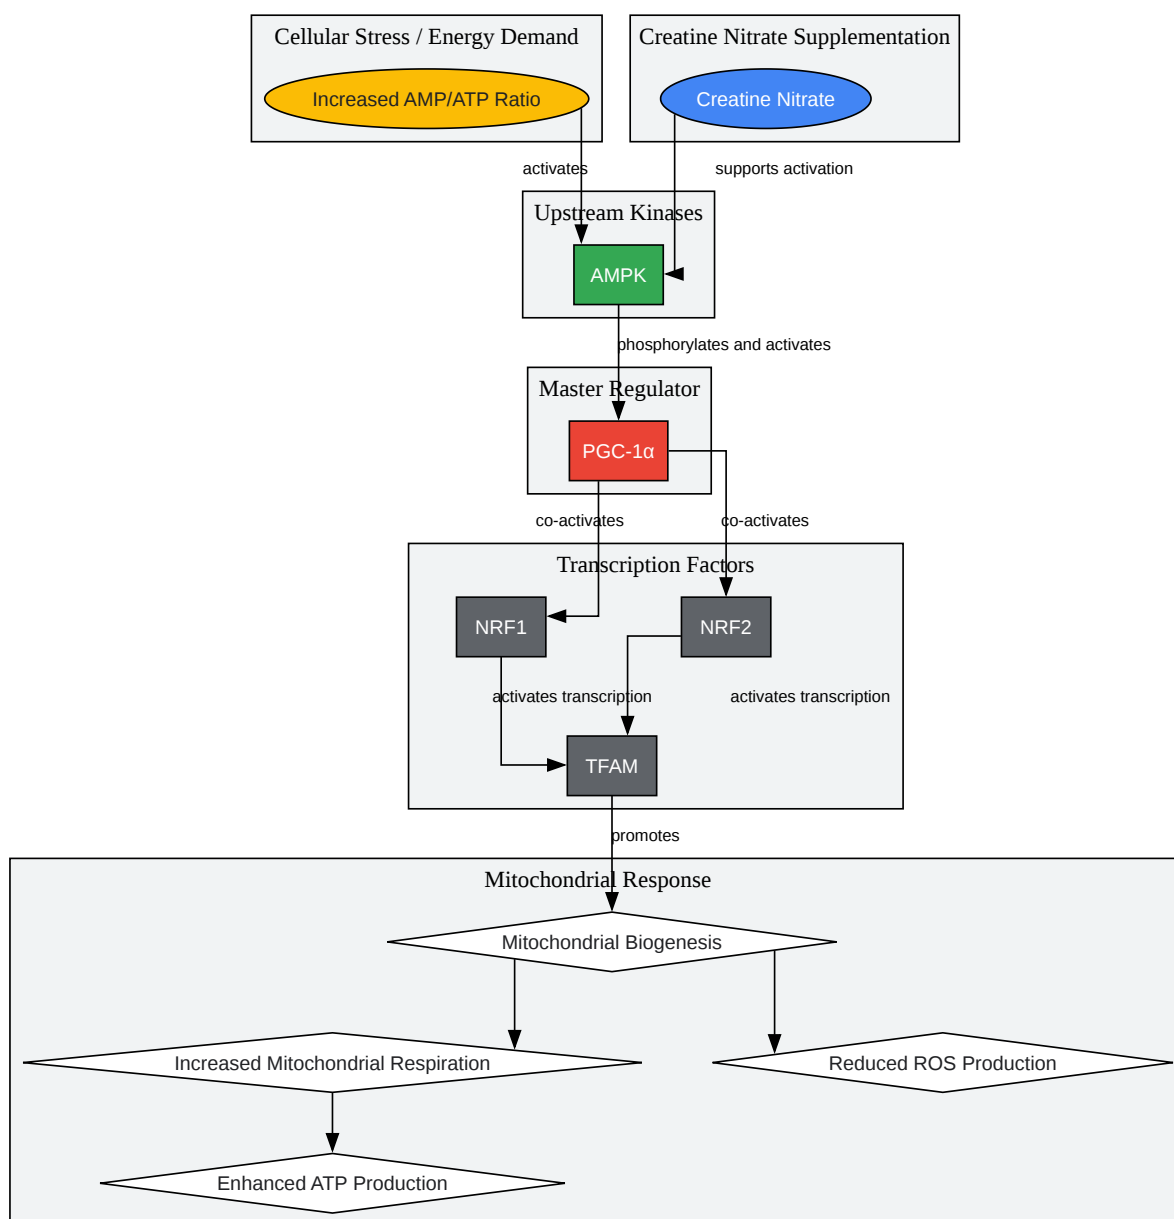 Cellular Stress / Energy Demand
Creatine Nitrate Supplementation
Increased AMP/ATP Ratio
Creatine Nitrate
activates
supports activation
Upstream Kinases
AMPK
phosphorylates and activates
Master Regulator
PGC-1α
co-activates
co-activates
Transcription Factors
NRF1
NRF2
activates transcription
activates transcription
TFAM
promotes
Mitochondrial Response
Mitochondrial Biogenesis
Increased Mitochondrial Respiration
Reduced ROS Production
Enhanced ATP Production